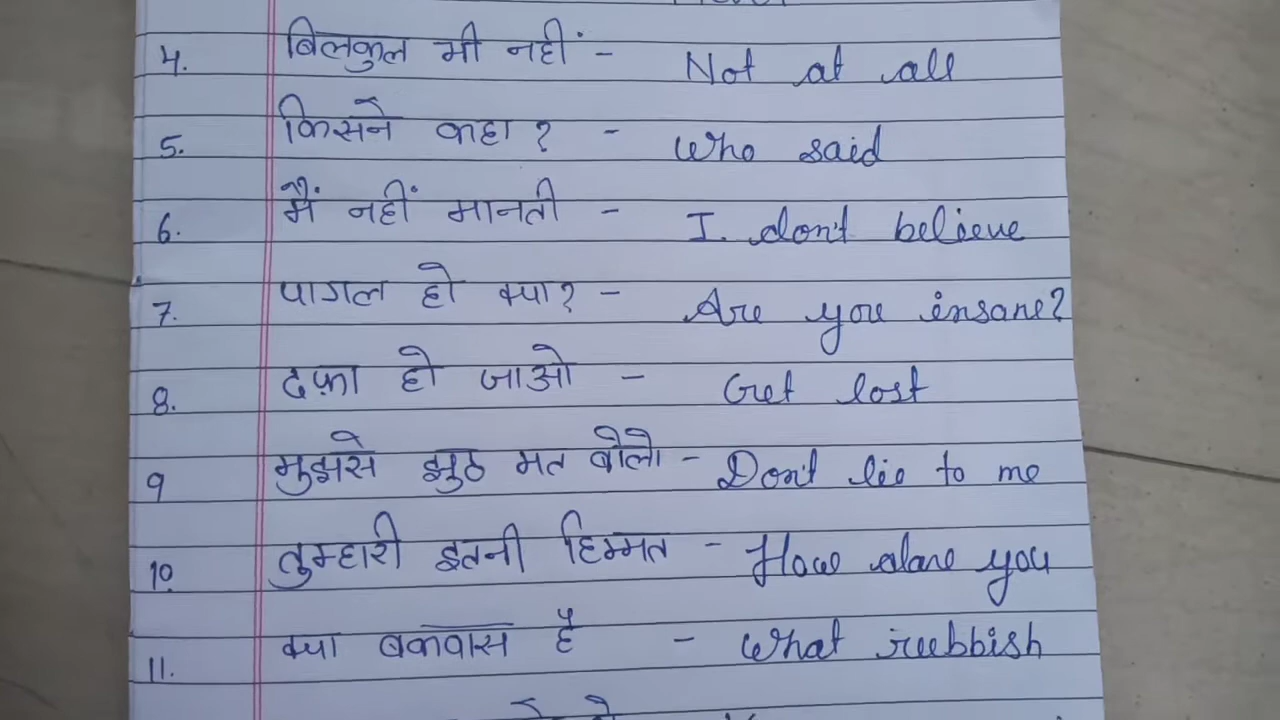 4. बिलकुल भी नहीं - Not at all
5. किसने कहा? - Who said
6. मैं नहीं मानती - I. don't believe
7. पागल हो क्या? - Are you insane?
8. दफ़ा हो जाओ - Get lost
9 मुझसे झुठ मत बोलो - Don't lie to me
10. तुम्हारी इतनी हिम्मत - How dare you
11. क्या बकवास है - What rubbish